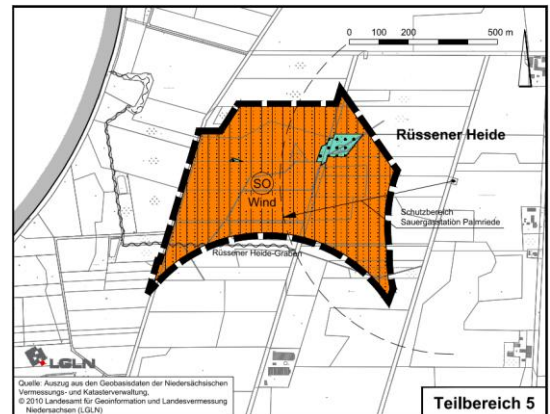 0 100 200 500 m
Rüssener Heide
SO
Wind
Schutzbereich
Sauergasstation Palmriede
Rüssener Heide-Graben
LGLN
Quelle: Auszug aus den Geobasisdaten der Niedersächsischen
Vermessungs- und Katasterverwaltung,
© 2010 Landesamt für Geoinformation und Landesvermessung
Niedersachsen (LGLN)
Teilbereich 5